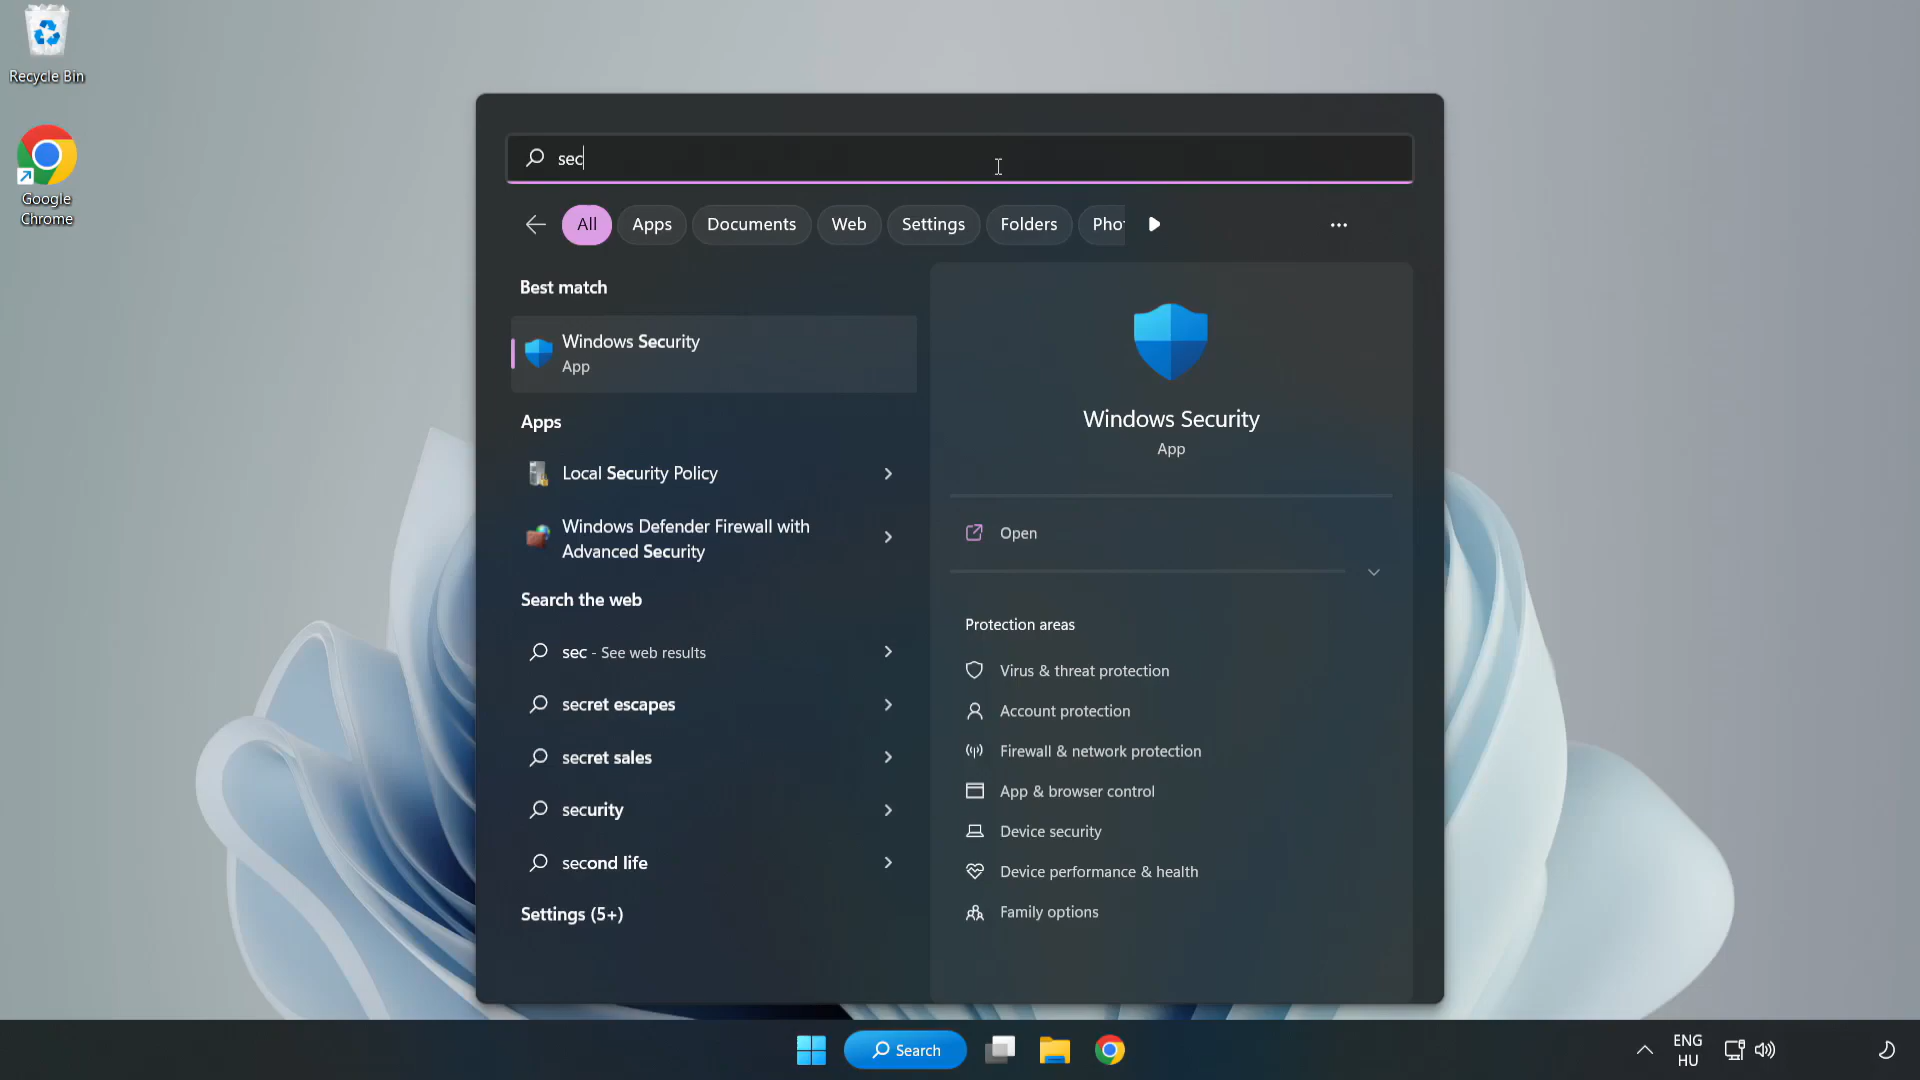 Recycle Bin
Google
Chrome
sec
All
Apps
Documents
Web
Settings
Folders
Pho
Best match
Windows Security
App
Apps
Local Security Policy
Windows Defender Firewall with
Advanced Security
Search the web
sec - See web results
secret escapes
secret sales
security
second life
Settings (5+)
Windows Security
App
Open
Protection areas
Virus & threat protection
Account protection
Firewall & network protection
App & browser control
Device security
Device performance & health
Family options
Search
ENG
HU